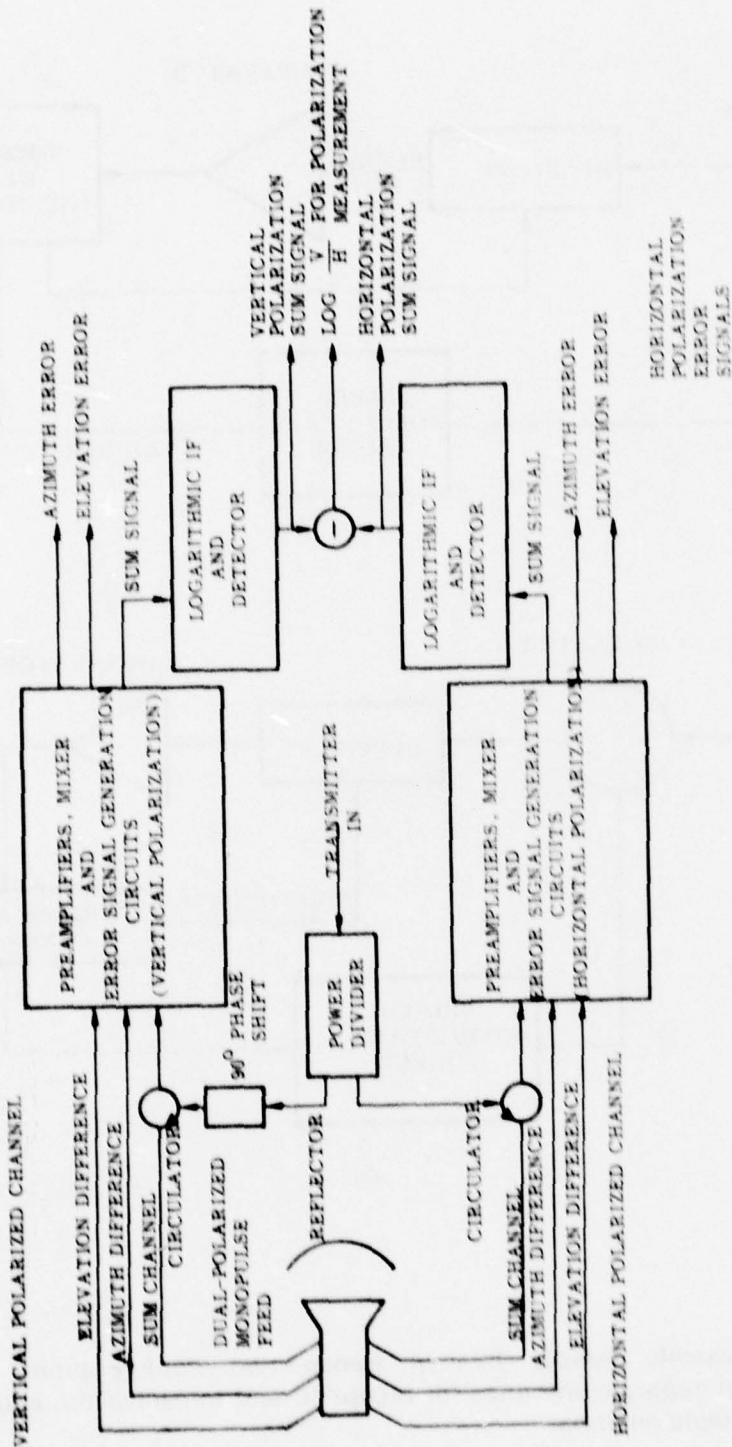 VERTICAL POLARIZED CHANNEL
ELEVATION DIFFERENCE
AZIMUTH DIFFERENCE
SUM CHANNEL
CIRCULATOR
DUAL-POLARIZED
MONOPULSE
FEED
REFLECTOR
90° PHASE
SHIFT
POWER
DIVIDER
TRANSMITTER
IN
PREAMPLIFIERS, MIXER
AND
ERROR SIGNAL GENERATION
CIRCUITS
(VERTICAL POLARIZATION)
AZIMUTH ERROR
ELEVATION ERROR
SUM SIGNAL
LOGARITHMIC IF
AND
DETECTOR
VERTICAL
POLARIZATION
SUM SIGNAL
LOG V/H FOR POLARIZATION
MEASUREMENT
HORIZONTAL
POLARIZATION
SUM SIGNAL
−
LOGARITHMIC IF
AND
DETECTOR
SUM SIGNAL
AZIMUTH ERROR
ELEVATION ERROR
HORIZONTAL
POLARIZATION
ERROR
SIGNALS
PREAMPLIFIERS, MIXER
AND
ERROR SIGNAL GENERATION
CIRCUITS
(HORIZONTAL POLARIZATION)
CIRCULATOR
SUM CHANNEL
AZIMUTH DIFFERENCE
ELEVATION DIFFERENCE
HORIZONTAL POLARIZED CHANNEL